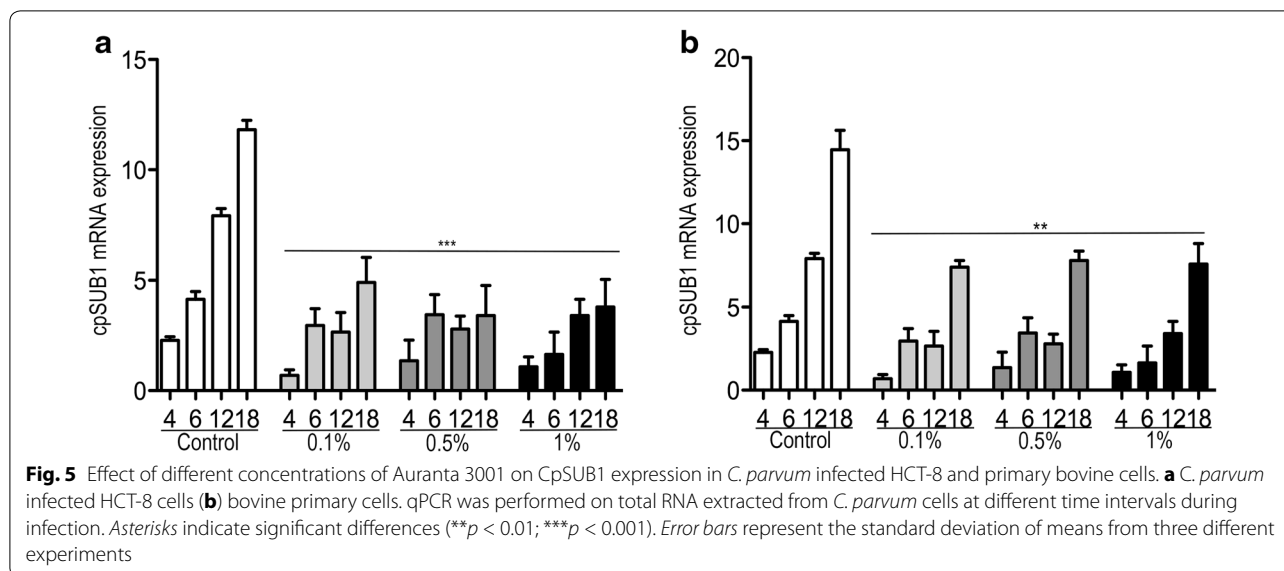 a
15
10
5
0
cpSUB1 mRNA expression
***
4 6 12 18 4 6 12 18 4 6 12 18 4 6 12 18
Control 0.1% 0.5% 1%
b
20
15
10
5
0
cpSUB1 mRNA expression
**
4 6 12 18 4 6 12 18 4 6 12 18 4 6 12 18
Control 0.1% 0.5% 1%
Fig. 5 Effect of different concentrations of Auranta 3001 on CpSUB1 expression in C. parvum infected HCT-8 and primary bovine cells. a C. parvum
infected HCT-8 cells (b) bovine primary cells. qPCR was performed on total RNA extracted from C. parvum cells at different time intervals during
infection. Asterisks indicate significant differences (**p < 0.01; ***p < 0.001). Error bars represent the standard deviation of means from three different
experiments